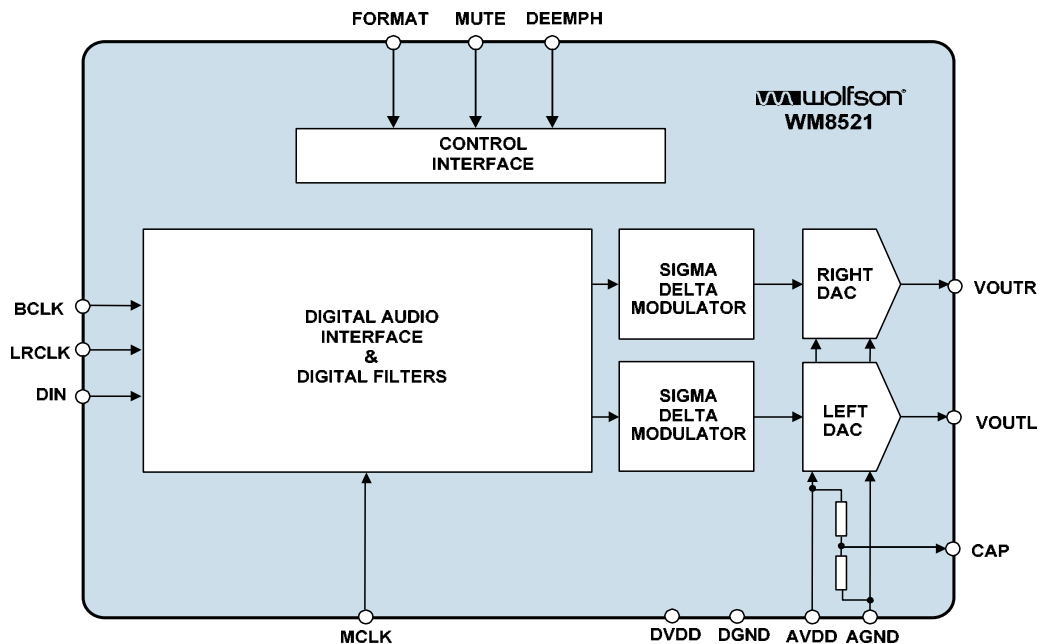 FORMAT MUTE DEEMPH
wolfson®
WM8521
CONTROL
INTERFACE
SIGMA
DELTA
MODULATOR
RIGHT
DAC
VOUTR
BCLK
LRCLK
DIN
DIGITAL AUDIO
INTERFACE
&
DIGITAL FILTERS
SIGMA
DELTA
MODULATOR
LEFT
DAC
VOUTL
CAP
MCLK DVDD DGND AVDD AGND